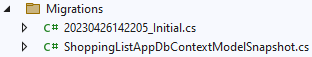 Migrations
C# 20230426142205_Initial.cs
C# ShoppingListAppDbContextModelSnapshot.cs